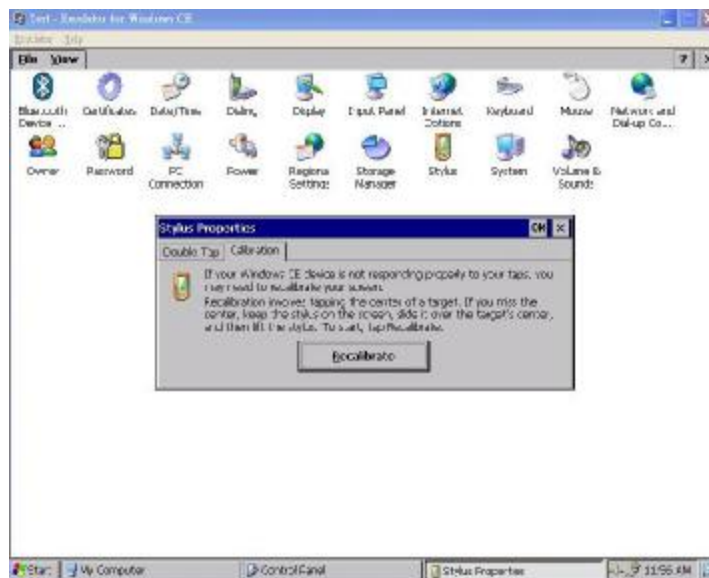 Test - Emulator for Windows CE
Emulator Help
File View ?
Bluetooth Device ...
Certificates
Date/Time
Dialing
Display
Input Panel
Internet Options
Keyboard
Mouse
Network and Dial-up Co...
Owner
Password
PC Connection
Power
Regional Settings
Storage Manager
Stylus
System
Volume & Sounds
Stylus Properties OK ×
Double Tap Calibration
If your Windows CE device is not responding properly to your taps, you
may need to recalibrate your screen.
Recalibration involves tapping the center of a target. If you miss the
center, keep the stylus on the screen, slide it over the target's center,
and then lift the stylus. To start, tap Recalibrate.
Recalibrate
Start My Computer Control Panel Stylus Properties 11:56 AM